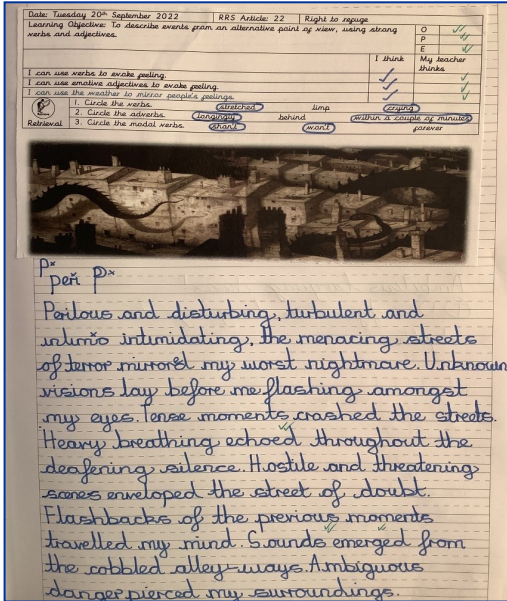 Date: Tuesday 20th September 2022 RRS Article: 22 Right to refuge
Learning Objective: To describe events from an alternative point of view, using strong verbs and adjectives.
O
P
E
I think My teacher thinks
I can use verbs to evoke feeling.
I can use emotive adjectives to evoke feeling.
I can use the weather to mirror people's feelings.
Retrieval
1. Circle the verbs. stretched limp crying
2. Circle the adverbs. longingly behind within a couple of minutes
3. Circle the modal verbs. shan't won't forever
Perilous and disturbing, turbulent and
intimidating, the menacing streets
of terror mirrored my worst nightmare. Unknown
visions lay before me flashing amongst
my eyes. Tense moments crashed the streets.
Heavy breathing echoed throughout the
deafening silence. Hostile and threatening
scenes enveloped the street of doubt.
Flashbacks of the previous moments
travelled my mind. Sounds emerged from
the cobbled alley-ways. Ambiguous
danger pierced my surroundings.